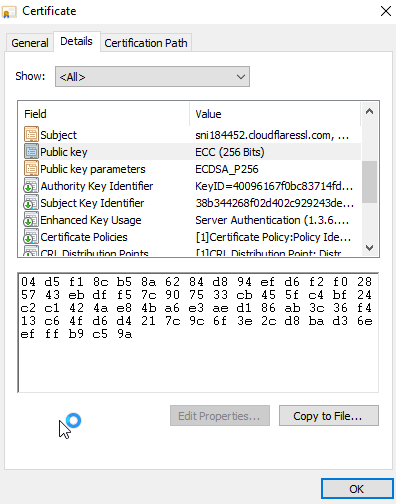 Certificate
General Details Certification Path
Show: <All>
Field Value
Subject sni184452.cloudflaressl.com, ...
Public key ECC (256 Bits)
Public key parameters ECDSA_P256
Authority Key Identifier KeyID=40096167f0bc83714fd...
Subject Key Identifier 38b344268f02d402c929243de...
Enhanced Key Usage Server Authentication (1.3.6....
Certificate Policies [1]Certificate Policy:Policy Ide...
CRL Distribution Points [1]CRL Distribution Point: Distr...
04 d5 f1 8c b5 8a 62 84 d8 94 ef d6 f2 f0 28
57 43 eb df f5 7c 90 75 33 cb 45 5f c4 bf 24
c2 c1 42 4a e8 4b a6 e3 ae d1 86 ab 3c 36 f4
13 c6 4f d6 d4 21 7c 9c 6f 3e 2c d8 ba d3 6e
ef ff b9 c5 9a
Edit Properties... Copy to File...
OK